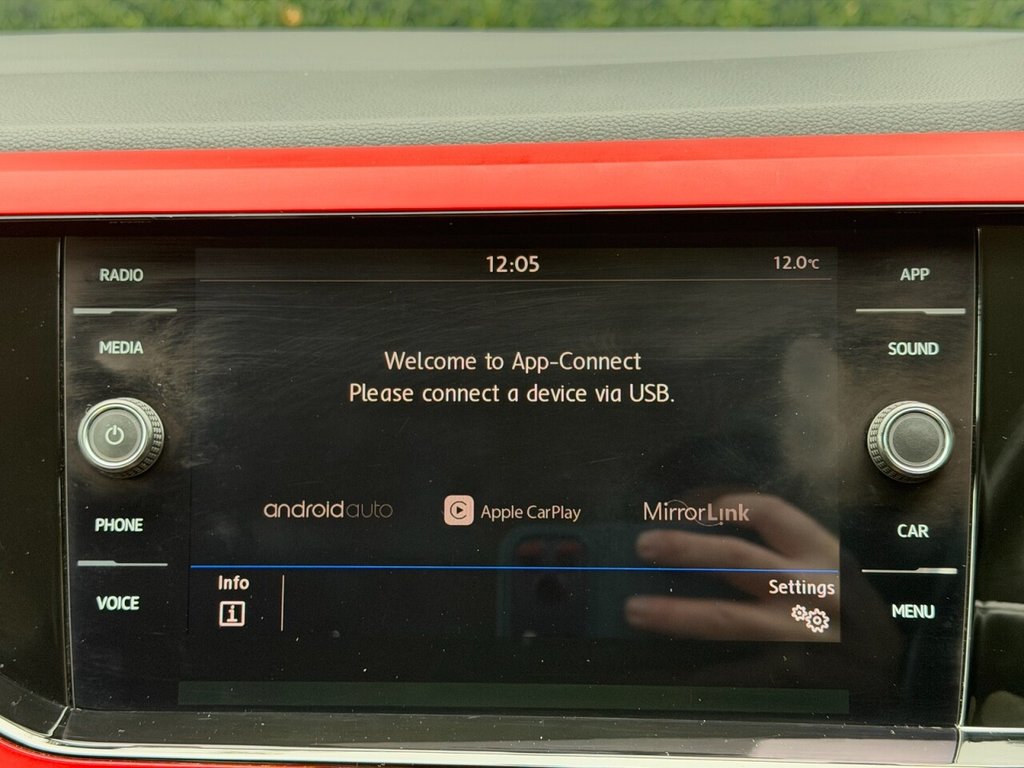 12:05
12.0°C
RADIO
MEDIA
PHONE
VOICE
Welcome to App-Connect
Please connect a device via USB.
androidauto
Apple CarPlay
MirrorLink
Info
Settings
APP
SOUND
CAR
MENU